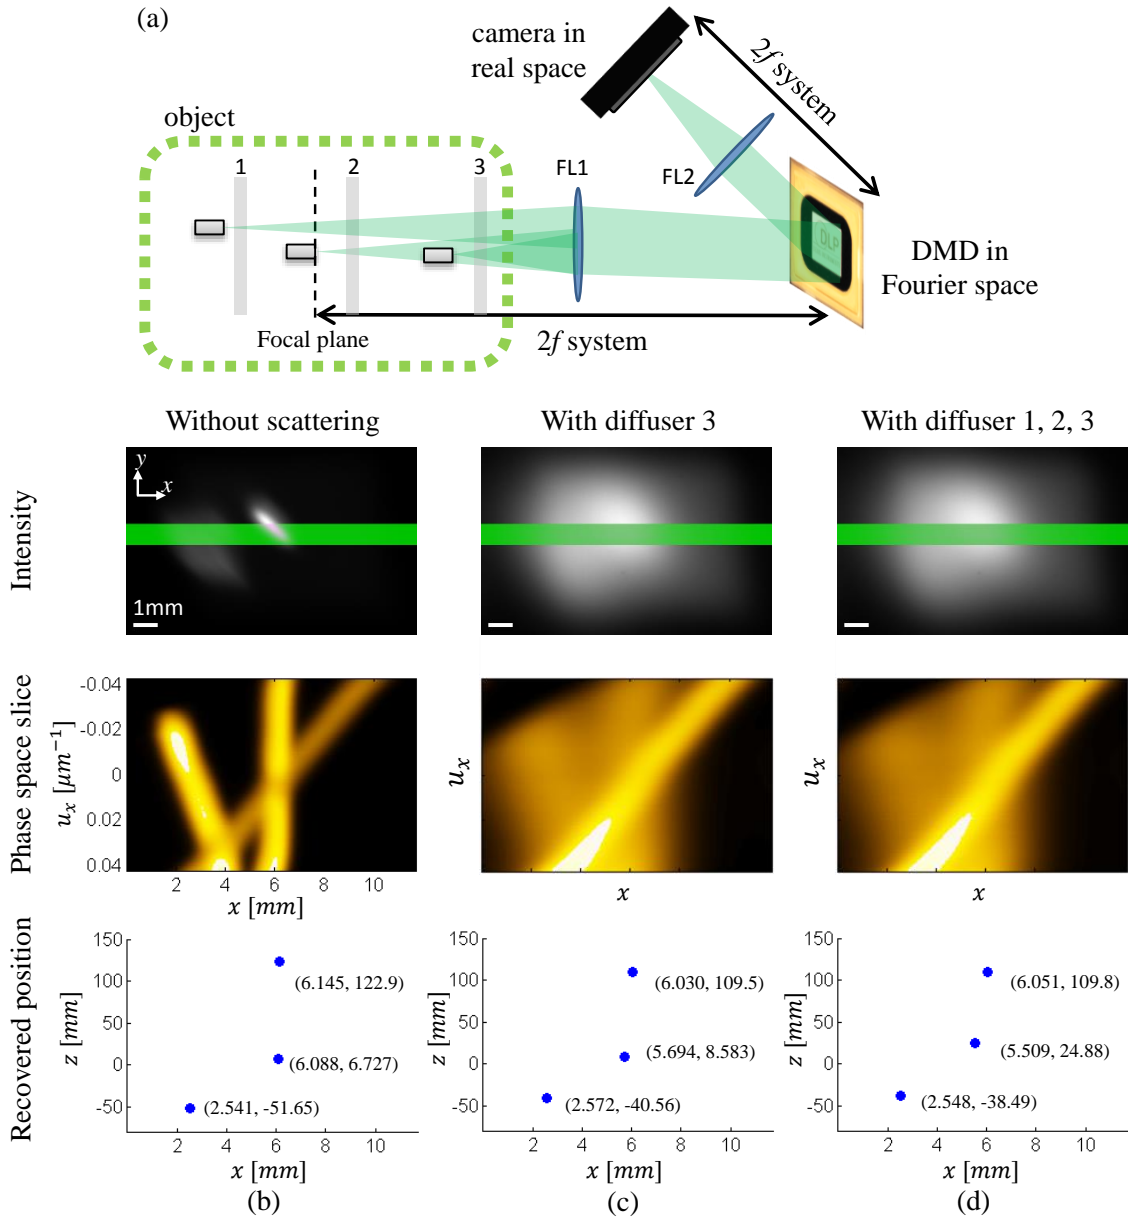 (a)
camera in
real space
2f system
object
1
2
3
FL1
FL2
DLP
DMD in
Fourier space
Focal plane
2f system
Without scattering
With diffuser 3
With diffuser 1, 2, 3
Intensity
y
x
1mm
Phase space slice
u_x [μm⁻¹]
-0.04
-0.02
0
0.02
0.04
2
4
6
8
10
x [mm]
u_x
x
u_x
x
Recovered position
z [mm]
150
100
50
0
-50
(6.145, 122.9)
(6.088, 6.727)
(2.541, -51.65)
2
4
6
8
10
x [mm]
(b)
z [mm]
150
100
50
0
-50
(6.030, 109.5)
(5.694, 8.583)
(2.572, -40.56)
2
4
6
8
10
x [mm]
(c)
z [mm]
150
100
50
0
-50
(6.051, 109.8)
(5.509, 24.88)
(2.548, -38.49)
2
4
6
8
10
x [mm]
(d)